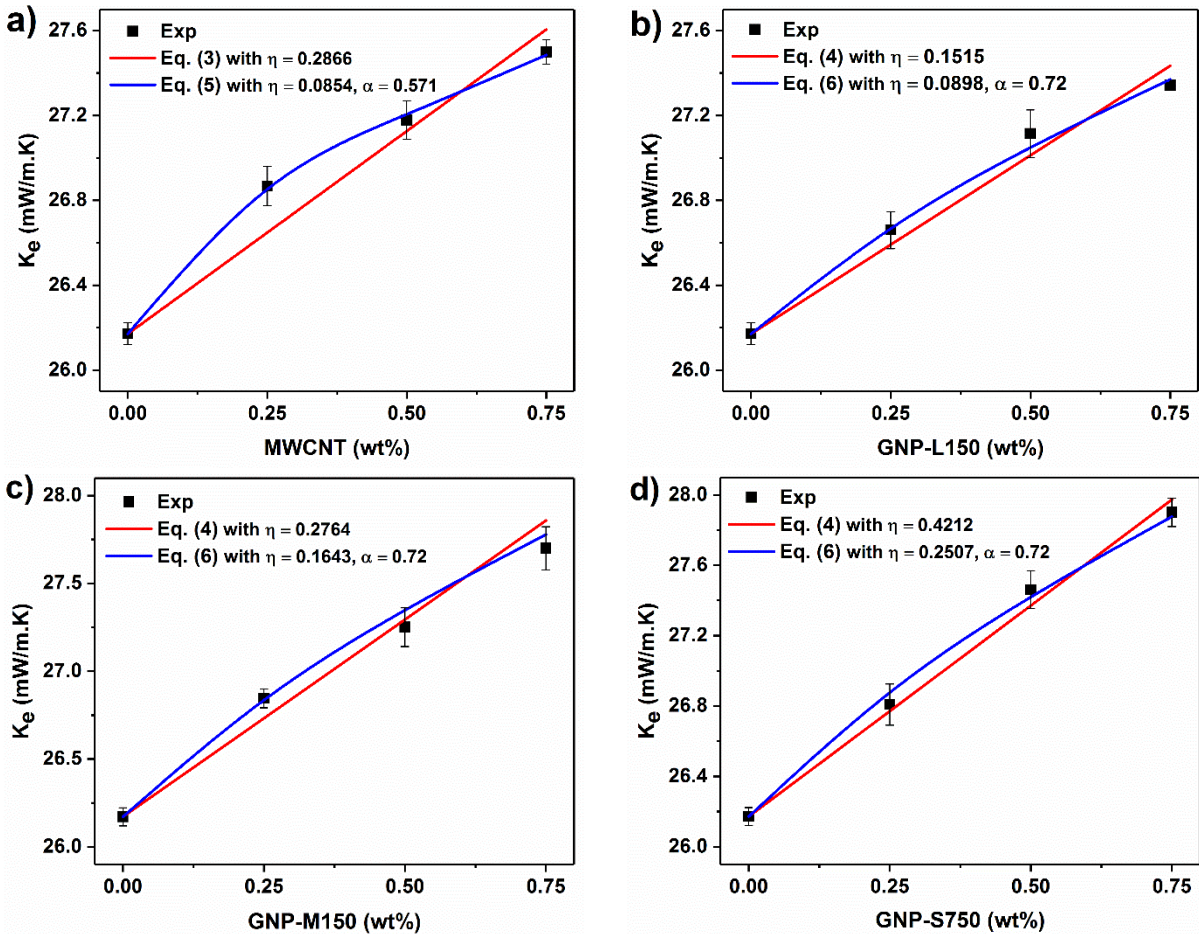 a)
27.6
27.2
26.8
26.4
26.0
Ke (mW/m.K)
Exp
Eq. (3) with η = 0.2866
Eq. (5) with η = 0.0854, α = 0.571
0.00 0.25 0.50 0.75
MWCNT (wt%)
b)
27.6
27.2
26.8
26.4
26.0
Ke (mW/m.K)
Exp
Eq. (4) with η = 0.1515
Eq. (6) with η = 0.0898, α = 0.72
0.00 0.25 0.50 0.75
GNP-L150 (wt%)
c)
28.0
27.5
27.0
26.5
26.0
Ke (mW/m.K)
Exp
Eq. (4) with η = 0.2764
Eq. (6) with η = 0.1643, α = 0.72
0.00 0.25 0.50 0.75
GNP-M150 (wt%)
d)
28.0
27.6
27.2
26.8
26.4
26.0
Ke (mW/m.K)
Exp
Eq. (4) with η = 0.4212
Eq. (6) with η = 0.2507, α = 0.72
0.00 0.25 0.50 0.75
GNP-S750 (wt%)